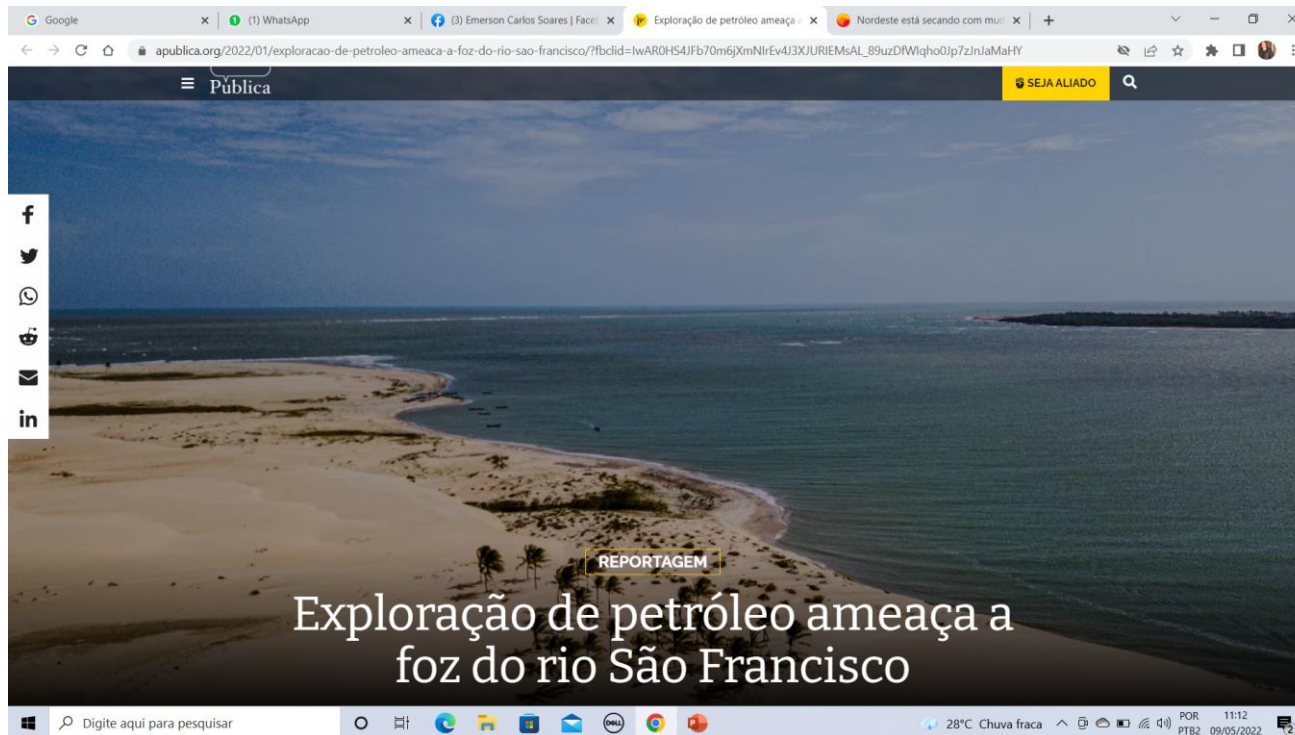 Google
(1) WhatsApp
(3) Emerson Carlos Soares | Face
Exploração de petróleo ameaça a
Nordeste está secando com mud
apublica.org/2022/01/exploracao-de-petroleo-ameaca-a-foz-do-rio-sao-francisco/?fbclid=
Pública
SEJA ALIADO
REPORTAGEM
Exploração de petróleo ameaça a
foz do rio São Francisco
Digite aqui para pesquisar
DELL
28°C Chuva fraca
POR
PTB2
11:12
09/05/2022
2